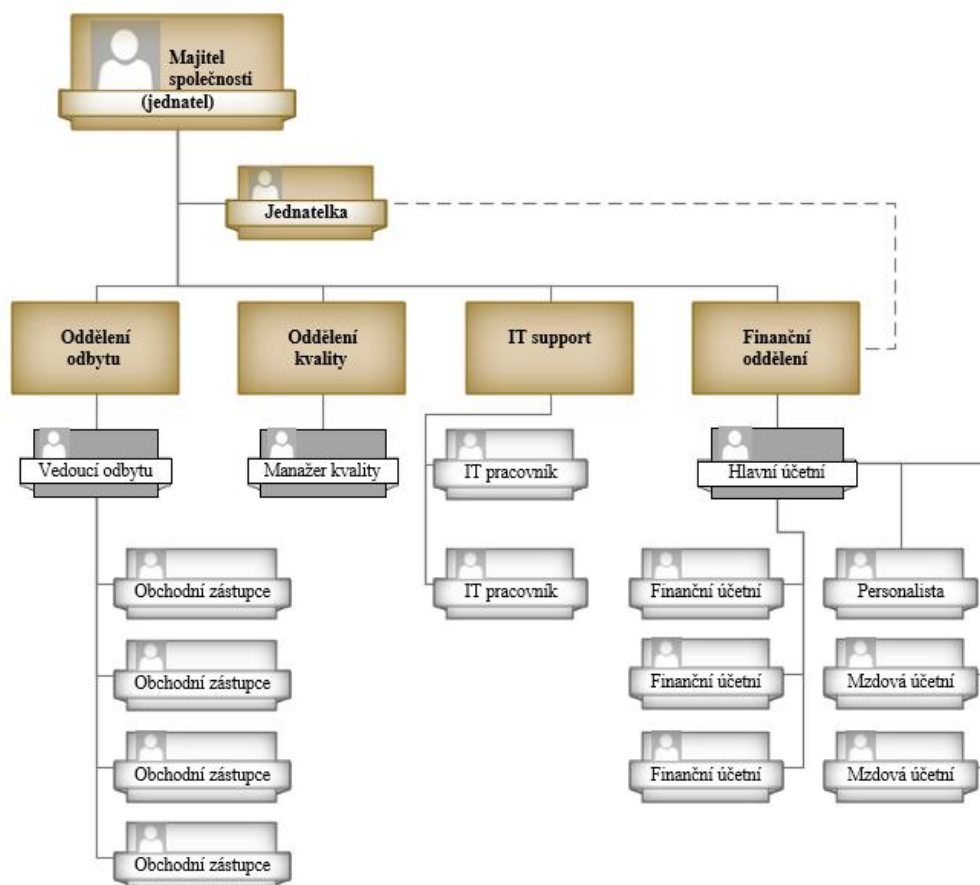 Majitel
společnosti
(jednatel)
Jednatelka
Oddělení
odbytu
Oddělení
kvality
IT support
Finanční
oddělení
Vedoucí odbytu
Manažer kvality
IT pracovník
Hlavní účetní
Obchodní zástupce
IT pracovník
Finanční účetní
Personalista
Obchodní zástupce
Finanční účetní
Mzdová účetní
Obchodní zástupce
Finanční účetní
Mzdová účetní
Obchodní zástupce